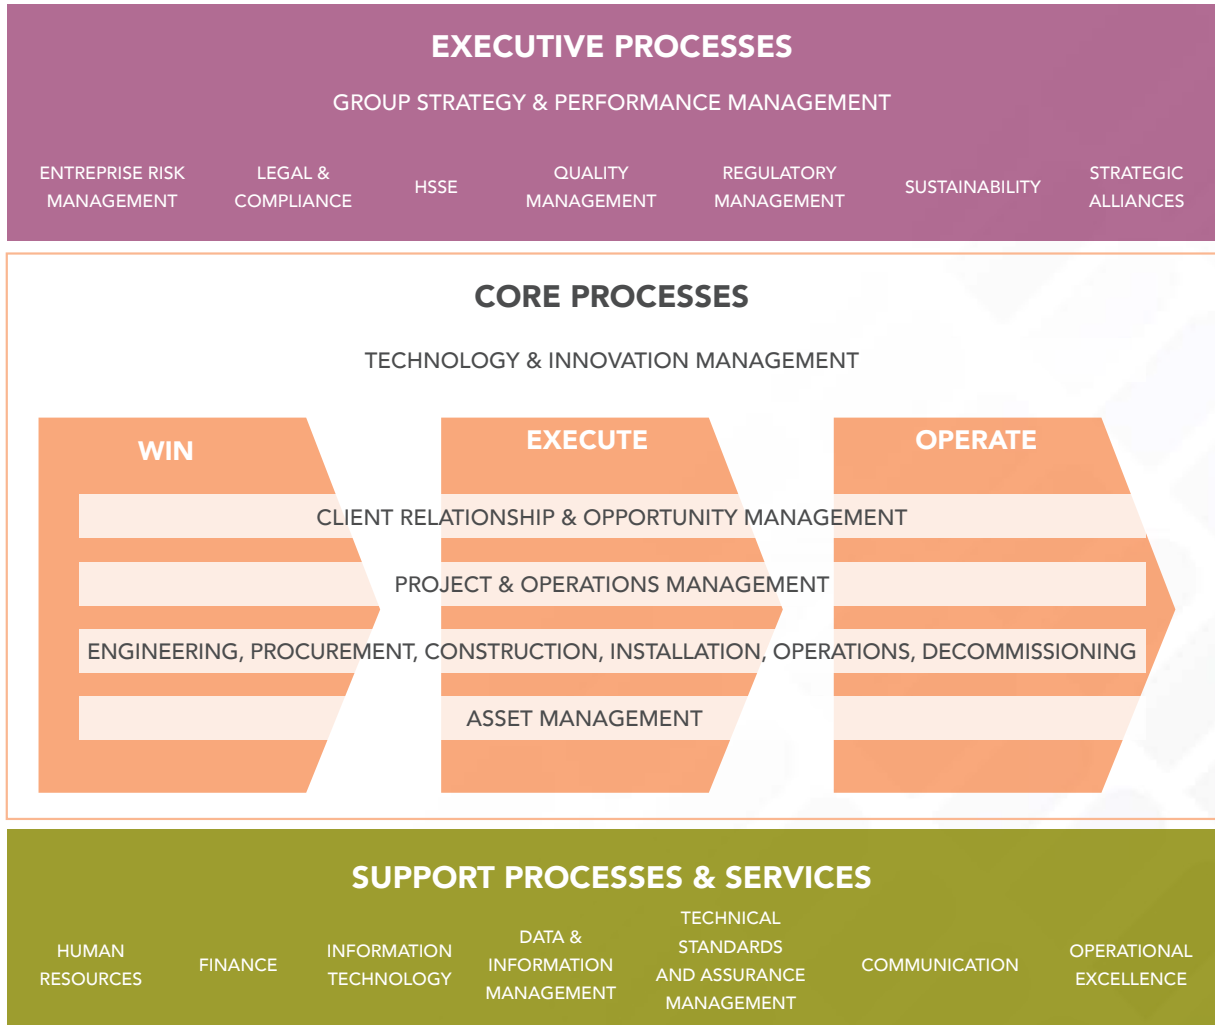 EXECUTIVE PROCESSES
GROUP STRATEGY & PERFORMANCE MANAGEMENT
ENTREPRISE RISK
MANAGEMENT
LEGAL &
COMPLIANCE
HSSE
QUALITY
MANAGEMENT
REGULATORY
MANAGEMENT
SUSTAINABILITY
STRATEGIC
ALLIANCES
CORE PROCESSES
TECHNOLOGY & INNOVATION MANAGEMENT
WIN
EXECUTE
OPERATE
CLIENT RELATIONSHIP & OPPORTUNITY MANAGEMENT
PROJECT & OPERATIONS MANAGEMENT
ENGINEERING, PROCUREMENT, CONSTRUCTION, INSTALLATION, OPERATIONS, DECOMMISSIONING
ASSET MANAGEMENT
SUPPORT PROCESSES & SERVICES
HUMAN
RESOURCES
FINANCE
INFORMATION
TECHNOLOGY
DATA &
INFORMATION
MANAGEMENT
TECHNICAL
STANDARDS
AND ASSURANCE
MANAGEMENT
COMMUNICATION
OPERATIONAL
EXCELLENCE